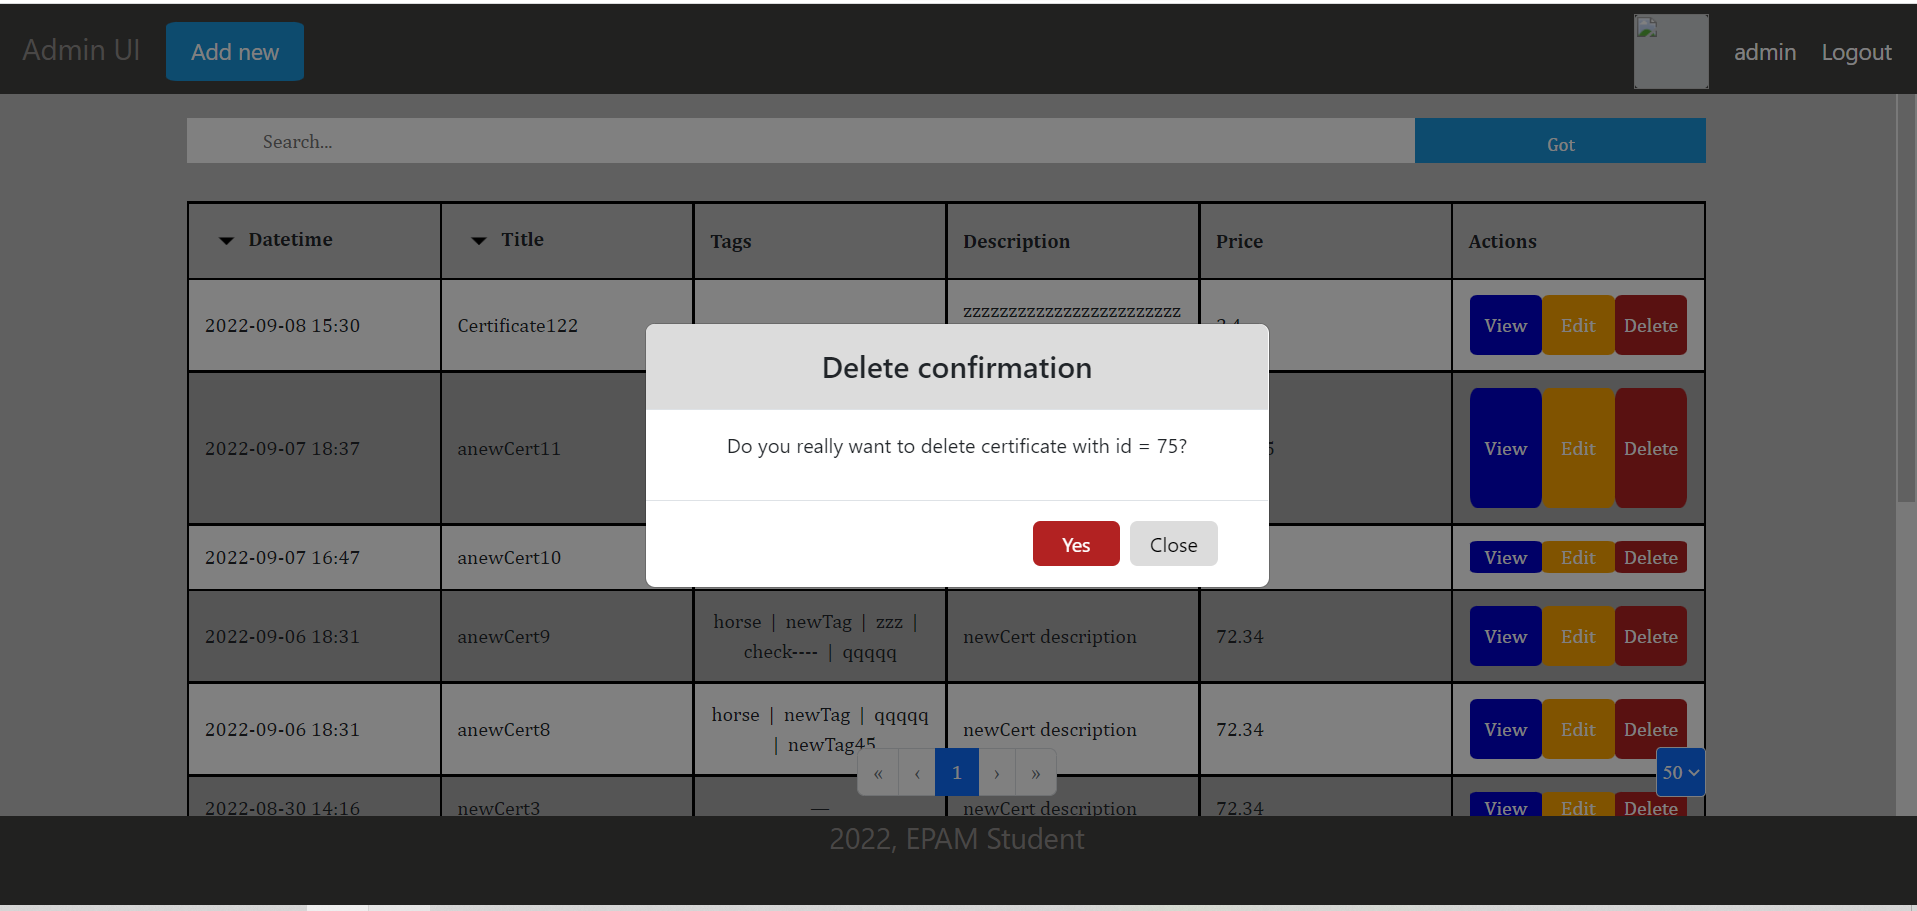 Admin UI
Add new
admin
Logout
Search...
Got
Datetime
Title
Tags
Description
Price
Actions
2022-09-08 15:30
Certificate122
zzzzzzzzzzzzzzzzzzzzzzzz
View
Edit
Delete
Delete confirmation
Do you really want to delete certificate with id = 75?
Yes
Close
2022-09-07 18:37
anewCert11
View
Edit
Delete
2022-09-07 16:47
anewCert10
View
Edit
Delete
2022-09-06 18:31
anewCert9
horse | newTag | zzz |
check---- | qqqqq
newCert description
72.34
View
Edit
Delete
2022-09-06 18:31
anewCert8
horse | newTag | qqqqq
| newTag45
newCert description
72.34
View
Edit
Delete
« ‹ 1 › »
50
2022-08-30 14:16
newCert3
—
newCert description
72.34
View
Edit
Delete
2022, EPAM Student